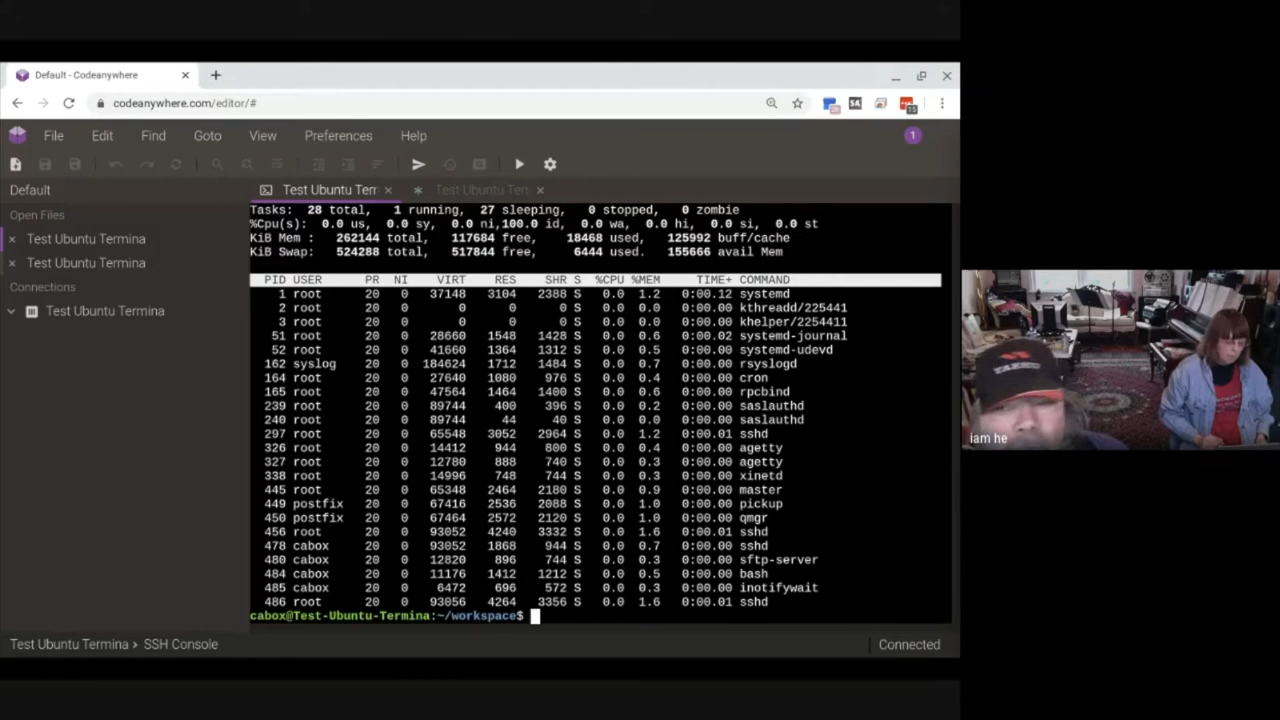 Default - Codeanywhere
codeanywhere.com/editor/#
SA
15
File Edit Find Goto View Preferences Help
1
Default
Test Ubuntu Terr
Test Ubuntu Ten
Open Files
Test Ubuntu Termina
Test Ubuntu Termina
Connections
Test Ubuntu Termina
Tasks: 28 total, 1 running, 27 sleeping, 0 stopped, 0 zombie
%Cpu(s): 0.0 us, 0.0 sy, 0.0 ni,100.0 id, 0.0 wa, 0.0 hi, 0.0 si, 0.0 st
KiB Mem : 262144 total, 117684 free, 18468 used, 125992 buff/cache
KiB Swap: 524288 total, 517844 free, 6444 used. 155666 avail Mem
PID USER PR NI VIRT RES SHR S %CPU %MEM TIME+ COMMAND
1 root 20 0 37148 3104 2388 S 0.0 1.2 0:00.12 systemd
2 root 20 0 0 0 0 S 0.0 0.0 0:00.00 kthreadd/225441
3 root 20 0 0 0 0 S 0.0 0.0 0:00.00 khelper/2254411
51 root 20 0 28660 1548 1428 S 0.0 0.6 0:00.02 systemd-journal
52 root 20 0 41660 1364 1312 S 0.0 0.5 0:00.00 systemd-udevd
162 syslog 20 0 184624 1712 1484 S 0.0 0.7 0:00.00 rsyslogd
164 root 20 0 27640 1080 976 S 0.0 0.4 0:00.00 cron
165 root 20 0 47564 1464 1400 S 0.0 0.6 0:00.00 rpcbind
239 root 20 0 89744 400 396 S 0.0 0.2 0:00.00 saslauthd
240 root 20 0 89744 44 40 S 0.0 0.0 0:00.00 saslauthd
297 root 20 0 65548 3052 2964 S 0.0 1.2 0:00.01 sshd
326 root 20 0 14412 944 800 S 0.0 0.4 0:00.00 agetty
327 root 20 0 12780 888 740 S 0.0 0.3 0:00.00 agetty
338 root 20 0 14996 748 744 S 0.0 0.3 0:00.00 xinetd
445 root 20 0 65348 2464 2180 S 0.0 0.9 0:00.00 master
449 postfix 20 0 67416 2536 2088 S 0.0 1.0 0:00.00 pickup
450 postfix 20 0 67464 2572 2120 S 0.0 1.0 0:00.00 qmgr
456 root 20 0 93052 4240 3332 S 0.0 1.6 0:00.01 sshd
478 cabox 20 0 93052 1868 944 S 0.0 0.7 0:00.00 sshd
480 cabox 20 0 12820 896 744 S 0.0 0.3 0:00.00 sftp-server
484 cabox 20 0 11176 1412 1212 S 0.0 0.5 0:00.00 bash
485 cabox 20 0 6472 696 572 S 0.0 0.3 0:00.00 inotifywait
486 root 20 0 93056 4264 3356 S 0.0 1.6 0:00.01 sshd
cabox@Test-Ubuntu-Termina:~/workspace$
Test Ubuntu Termina › SSH Console
Connected
iam he